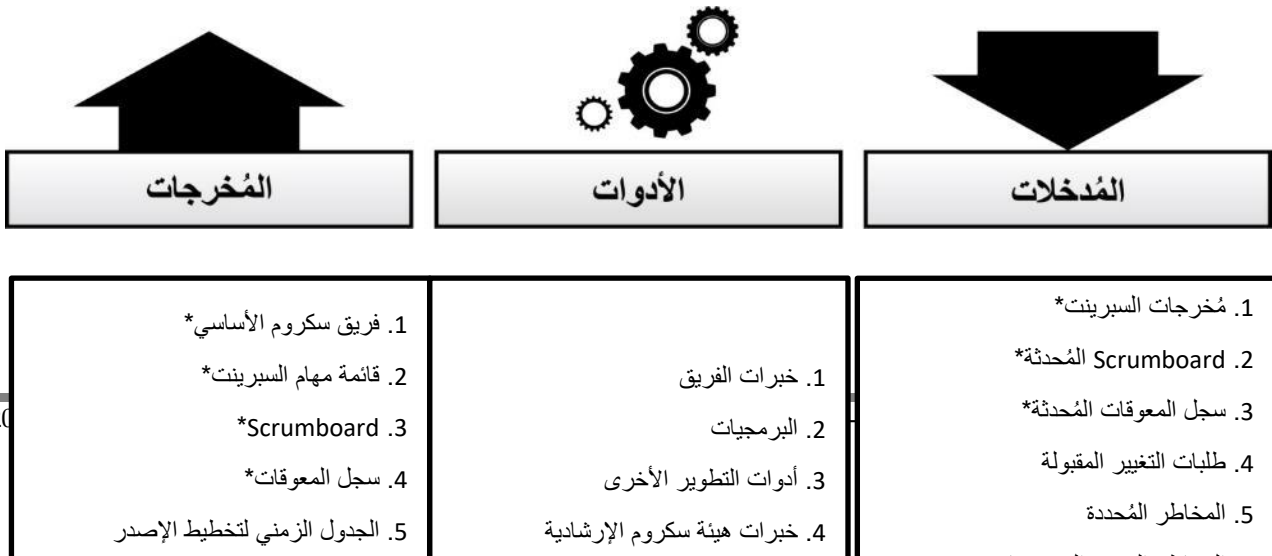 المُدخلات
الأدوات
المُخرجات
1. مُخرجات السبرينت*
2. Scrumboard المُحدثة*
3. سجل المعوقات المُحدثة*
4. طلبات التغيير المقبولة
5. المخاطر المُحددة
1. خبرات الفريق
2. البرمجيات
3. أدوات التطوير الأخرى
4. خبرات هيئة سكروم الإرشادية
1. فريق سكروم الأساسي*
2. قائمة مهام السبرينت*
3. Scrumboard*
4. سجل المعوقات*
5. الجدول الزمني لتخطيط الإصدر